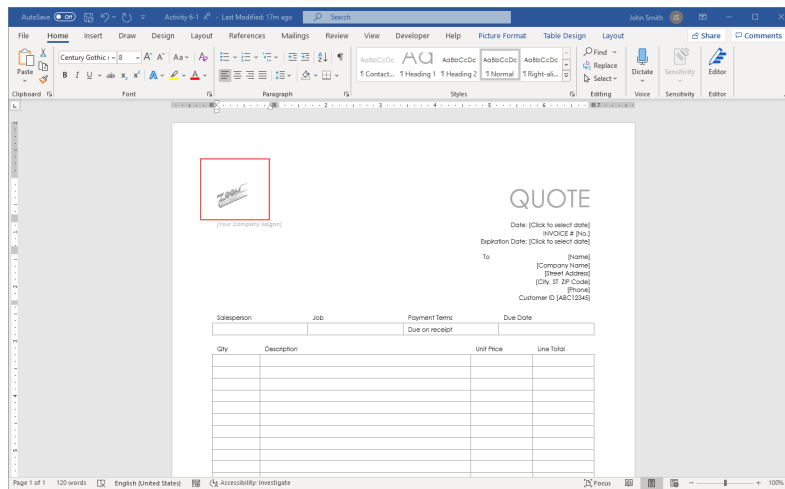 AutoSave Off Activity 6-1 - Last Modified: 17m ago Search John Smith JS
File Home Insert Draw Design Layout References Mailings Review View Developer Help Picture Format Table Design Layout Share Comments
Century Gothic 8 A A Aa A
Paste B I U ab x₂ x² A A
AaBbCcDc AaBbCcDc AaBbCcDc AaBbCcDc
¶ Contact... ¶ Heading 1 ¶ Heading 2 ¶ Normal ¶ Right-ali...
Find
Replace
Select
Dictate Sensitivity Editor
Clipboard Font Paragraph Styles Editing Voice Sensitivity Editor
ZOOM
QUOTE
[Your Company Slogan]
Date: [Click to select date]
INVOICE # [No.]
Expiration Date: [Click to select date]
To [Name]
[Company Name]
[Street Address]
[City, ST ZIP Code]
[Phone]
Customer ID [ABC12345]
Salesperson Job Payment Terms Due Date
Due on receipt
Qty Description Unit Price Line Total
Page 1 of 1 120 words English (United States) Accessibility: Investigate Focus 100%